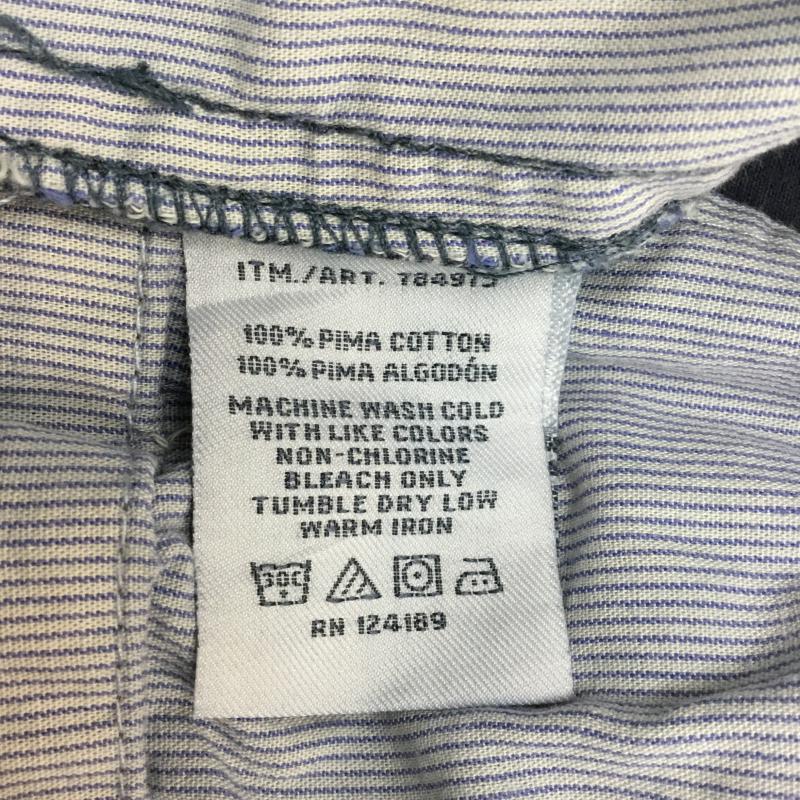 ITM./ART. 784975
100% PIMA COTTON
100% PIMA ALGODÓN
MACHINE WASH COLD
WITH LIKE COLORS
NON-CHLORINE
BLEACH ONLY
TUMBLE DRY LOW
WARM IRON
30C
RN 124189